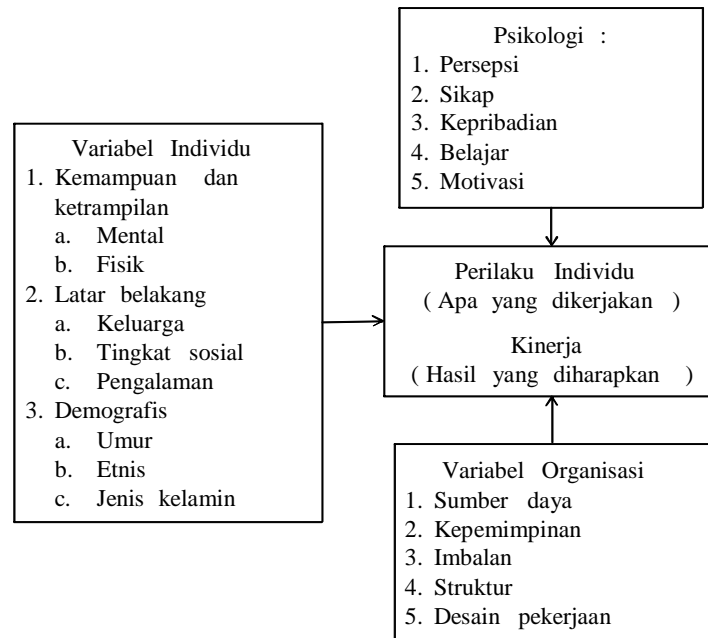 Psikologi :
1. Persepsi
2. Sikap
3. Kepribadian
4. Belajar
5. Motivasi
Variabel Individu
1. Kemampuan dan
ketrampilan
a. Mental
b. Fisik
2. Latar belakang
a. Keluarga
b. Tingkat sosial
c. Pengalaman
3. Demografis
a. Umur
b. Etnis
c. Jenis kelamin
Perilaku Individu
( Apa yang dikerjakan )
Kinerja
( Hasil yang diharapkan )
Variabel Organisasi
1. Sumber daya
2. Kepemimpinan
3. Imbalan
4. Struktur
5. Desain pekerjaan